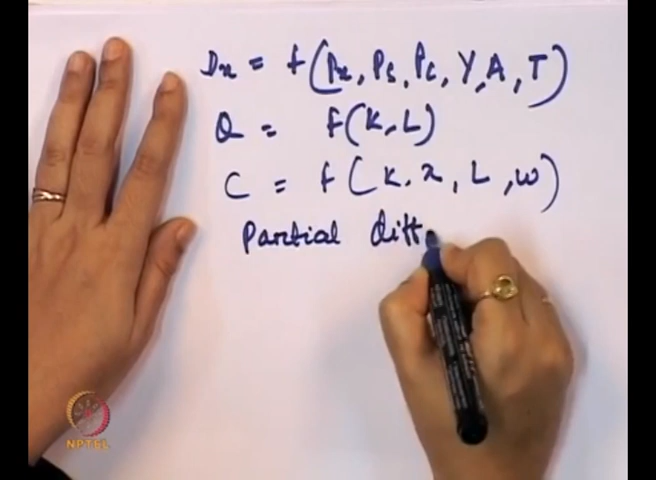 Dx = f(Px, Ps, Pc, Y, A, T)
Q = f(K, L)
C = f(K, r, L, w)
Partial diff
NPTEL